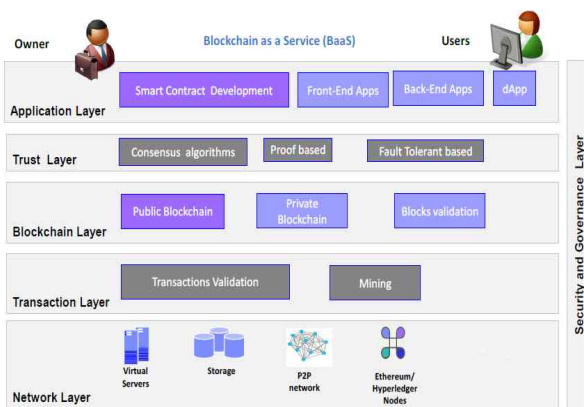 Owner
Blockchain as a Service (BaaS)
Users
Smart Contract Development
Front-End Apps
Back-End Apps
dApp
Application Layer
Consensus algorithms
Proof based
Fault Tolerant based
Trust Layer
Public Blockchain
Private
Blockchain
Blocks validation
Blockchain Layer
Transactions Validation
Mining
Transaction Layer
Virtual
Servers
Storage
P2P
network
Ethereum/
Hyperledger
Nodes
Network Layer
Security and Governance Layer